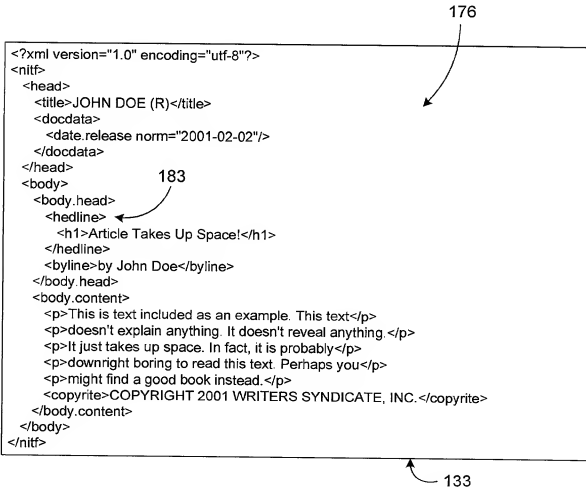 176
<?xml version="1.0" encoding="utf-8"?>
<nitf>
<head>
<title>JOHN DOE (R)</title>
<docdata>
<date.release norm="2001-02-02"/>
</docdata>
</head>
<body>
183
<body.head>
<hedline>
<h1>Article Takes Up Space!</h1>
</hedline>
<byline>by John Doe</byline>
</body.head>
<body.content>
<p>This is text included as an example. This text</p>
<p>doesn't explain anything. It doesn't reveal anything.</p>
<p>It just takes up space. In fact, it is probably</p>
<p>downright boring to read this text. Perhaps you</p>
<p>might find a good book instead.</p>
<copyrite>COPYRIGHT 2001 WRITERS SYNDICATE, INC.</copyrite>
</body.content>
</body>
</nitf>
133